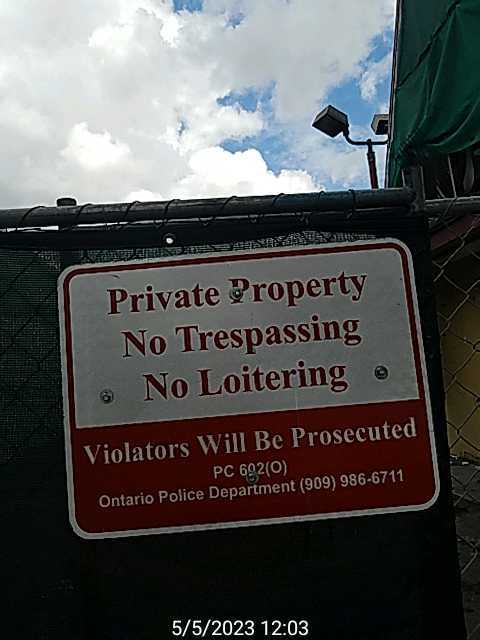 Private Property
No Trespassing
No Loitering
Violators Will Be Prosecuted
PC 602(O)
Ontario Police Department (909) 986-6711
5/5/2023 12:03